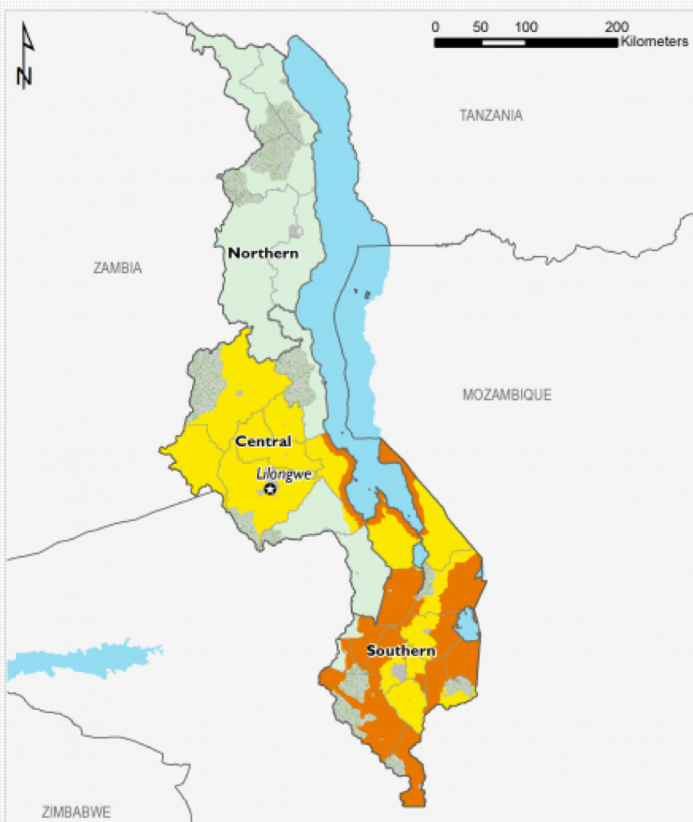 0 50 100 200
Kilometers
N
TANZANIA
Northern
ZAMBIA
MOZAMBIQUE
Central
Lilongwe
Southern
ZIMBABWE